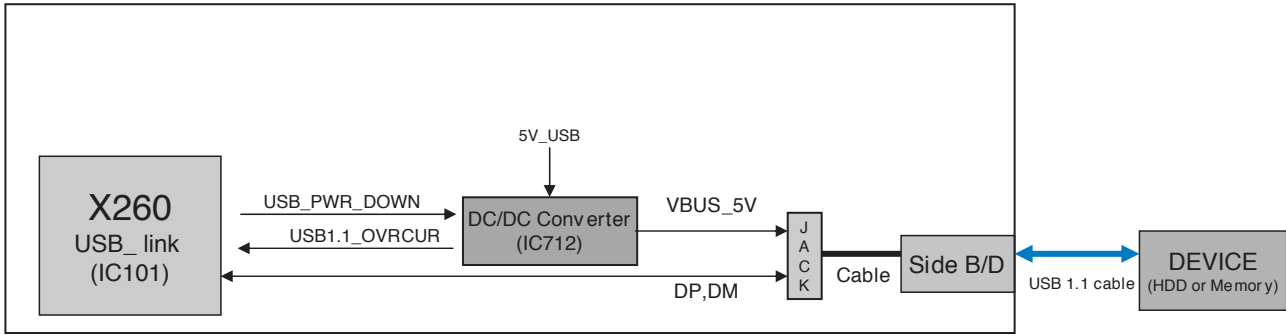 5V_USB
X260
USB_ link
(IC101)
USB_PWR_DOWN
USB1.1_OVRCUR
DC/DC Converter
(IC712)
VBUS_5V
DP,DM
J
A
C
K
Cable
Side B/D
USB 1.1 cable
DEVICE
(HDD or Memory)